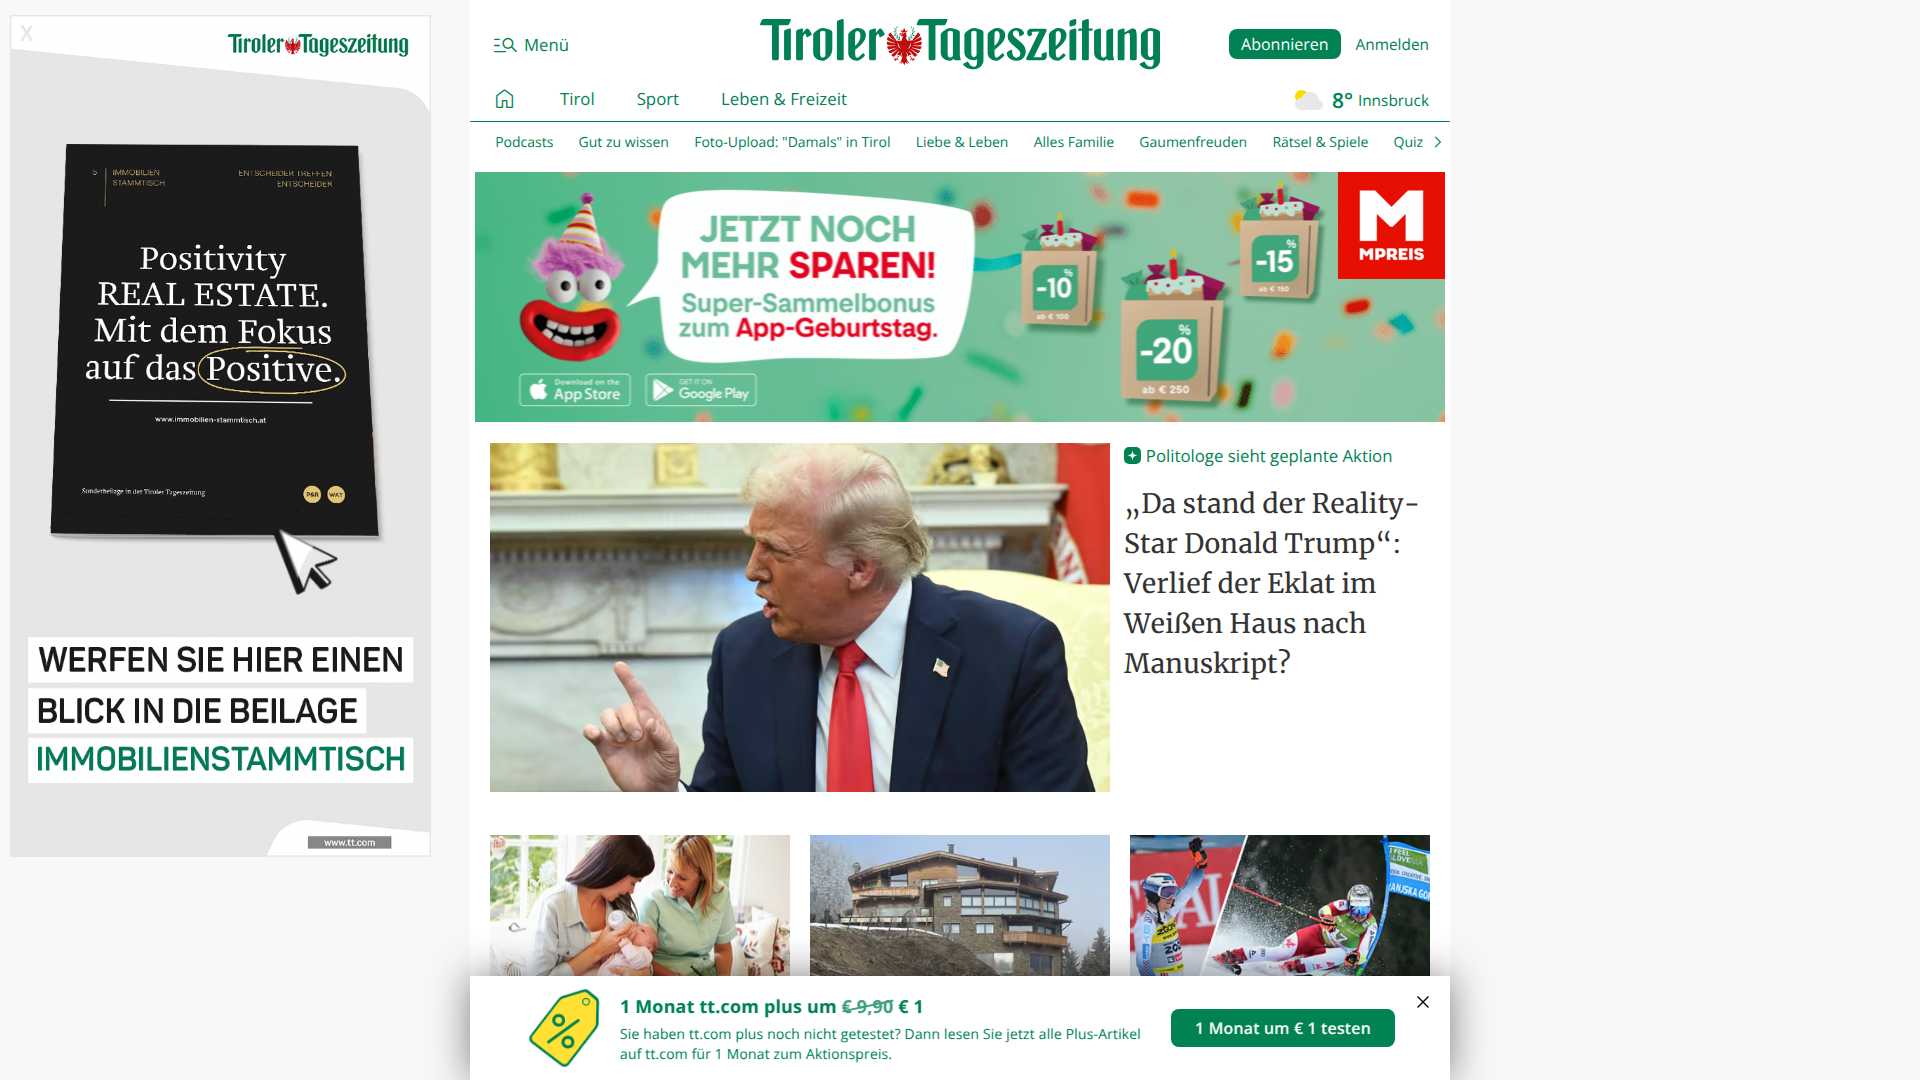 X
Tiroler Tageszeitung
5
IMMOBILIEN
STAMMTISCH
ENTSCHEIDER TREFFEN
ENTSCHEIDER
Positivity
REAL ESTATE.
Mit dem Fokus
auf das Positive.
www.immobilien-stammtisch.at
Sonderbeilage in der Tiroler Tageszeitung
P&R
WAT
WERFEN SIE HIER EINEN
BLICK IN DIE BEILAGE
IMMOBILIENSTAMMTISCH
www.tt.com
Menü
Tiroler Tageszeitung
Abonnieren
Anmelden
Tirol
Sport
Leben & Freizeit
8° Innsbruck
Podcasts
Gut zu wissen
Foto-Upload: "Damals" in Tirol
Liebe & Leben
Alles Familie
Gaumenfreuden
Rätsel & Spiele
Quiz
JETZT NOCH
MEHR SPAREN!
Super-Sammelbonus
zum App-Geburtstag.
Download on the
App Store
GET IT ON
Google Play
-10 %
ab € 100
-20 %
ab € 250
-15 %
ab € 150
M
MPREIS
Politologe sieht geplante Aktion
„Da stand der Reality-
Star Donald Trump“:
Verlief der Eklat im
Weißen Haus nach
Manuskript?
I FEEL
SLOVENIA
KRANJSKA GO
1 Monat tt.com plus um € 9,90 € 1
Sie haben tt.com plus noch nicht getestet? Dann lesen Sie jetzt alle Plus-Artikel
auf tt.com für 1 Monat zum Aktionspreis.
1 Monat um € 1 testen